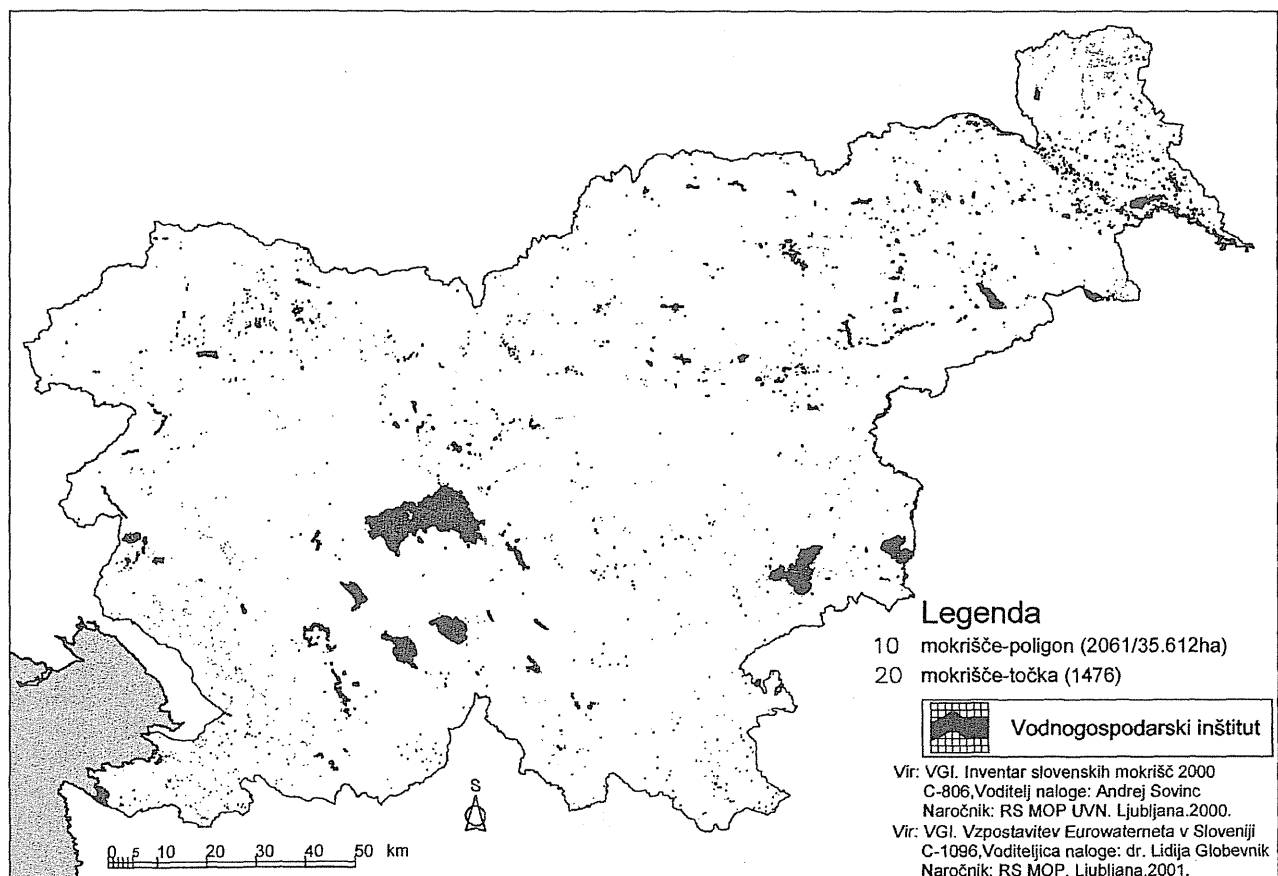 Legenda
10 mokrišče-poligon (2061/35.612ha)
20 mokrišče-točka (1476)
Vodnogospodarski inštitut
Vir: VGI. Inventar slovenskih mokrišč 2000
C-806,Voditelj naloge: Andrej Sovinc
Naročnik: RS MOP UVN. Ljubljana.2000.
Vir: VGI. Vzpostavitev Eurowaterneta v Sloveniji
C-1096,Voditeljica naloge: dr. Lidija Globevnik
Naročnik: RS MOP. Ljubljana.2001.
S
0 5 10 20 30 40 50 km